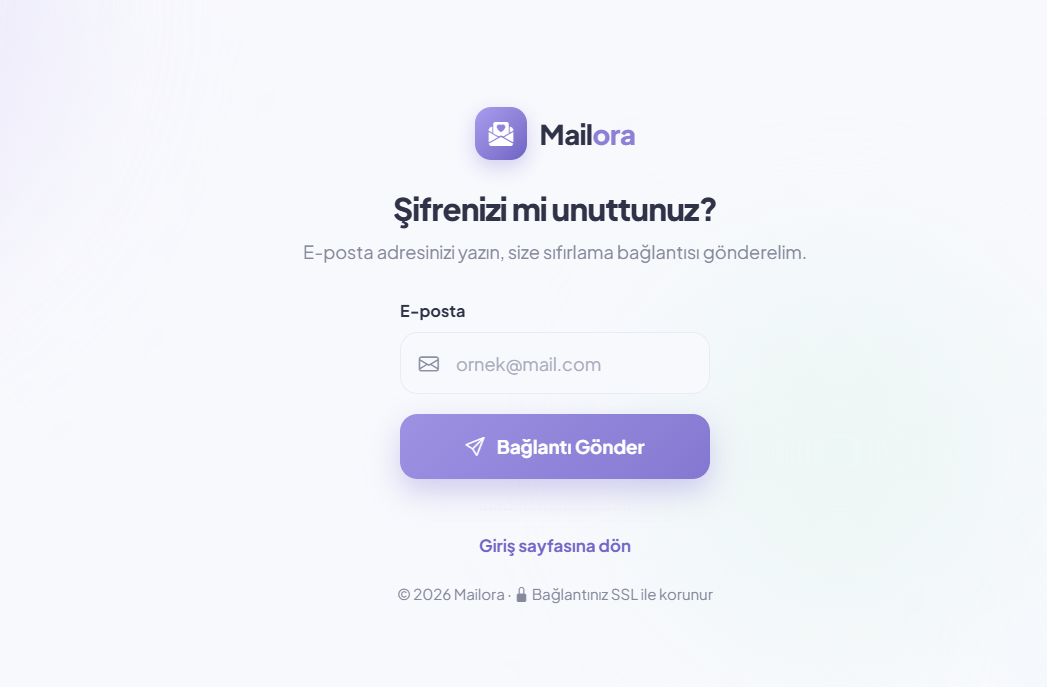 Mailora
Şifrenizi mi unuttunuz?
E-posta adresinizi yazın, size sıfırlama bağlantısı gönderelim.
E-posta
ornek@mail.com
Bağlantı Gönder
Giriş sayfasına dön
© 2026 Mailora · 🔒 Bağlantınız SSL ile korunur